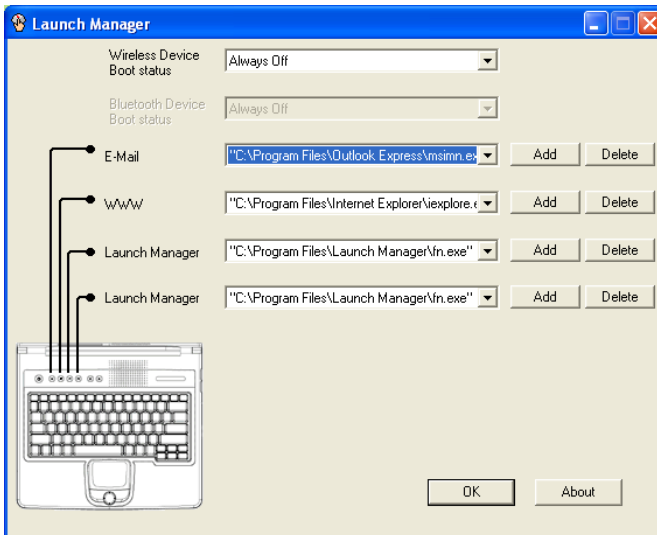 Launch Manager
Wireless Device
Boot status
Always Off
Bluetooth Device
Boot status
Always Off
E-Mail
"C:\Program Files\Outlook Express\msimn.ex
Add
Delete
WWW
"C:\Program Files\Internet Explorer\iexplore.e
Add
Delete
Launch Manager
"C:\Program Files\Launch Manager\fn.exe"
Add
Delete
Launch Manager
"C:\Program Files\Launch Manager\fn.exe"
Add
Delete
OK
About